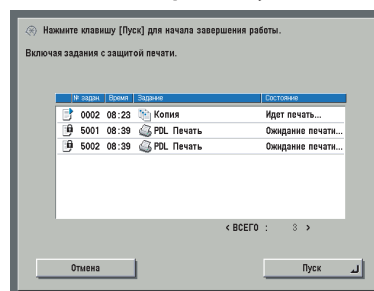 Нажмите клавишу [Пуск] для начала завершения работы.
Включая задания с защитой печати.
№ задан Время Задание Состояние
0002 08:23 Копия Идет печать...
5001 08:39 PDL Печать Ожидание печати...
5002 08:39 PDL Печать Ожидание печати...
< ВСЕГО : 3 >
Отмена Пуск